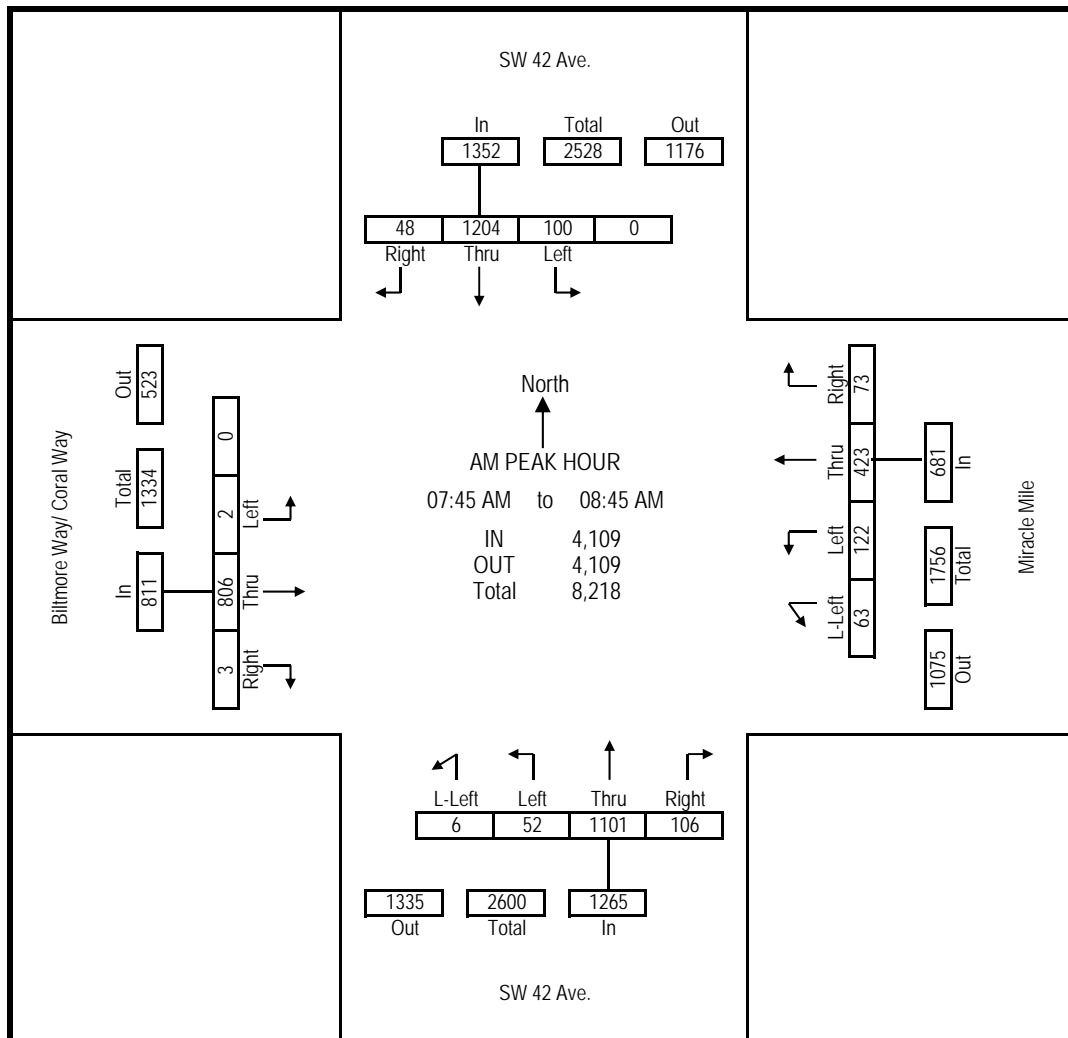 SW 42 Ave.
In Total Out
1352 2528 1176
48 1204 100 0
Right Thru Left
Biltmore Way/ Coral Way
Out 523
Total 1334
In 811
0
2 Left
806 Thru
3 Right
North
AM PEAK HOUR
07:45 AM to 08:45 AM
IN 4,109
OUT 4,109
Total 8,218
Right 73
Thru 423
Left 122
L-Left 63
681 In
1756 Total
1075 Out
Miracle Mile
L-Left Left Thru Right
6 52 1101 106
1335 2600 1265
Out Total In
SW 42 Ave.